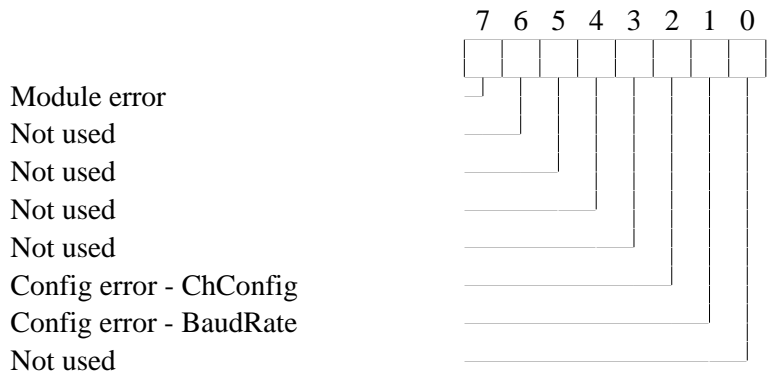 7 6 5 4 3 2 1 0
Module error
Not used
Not used
Not used
Not used
Config error - ChConfig
Config error - BaudRate
Not used